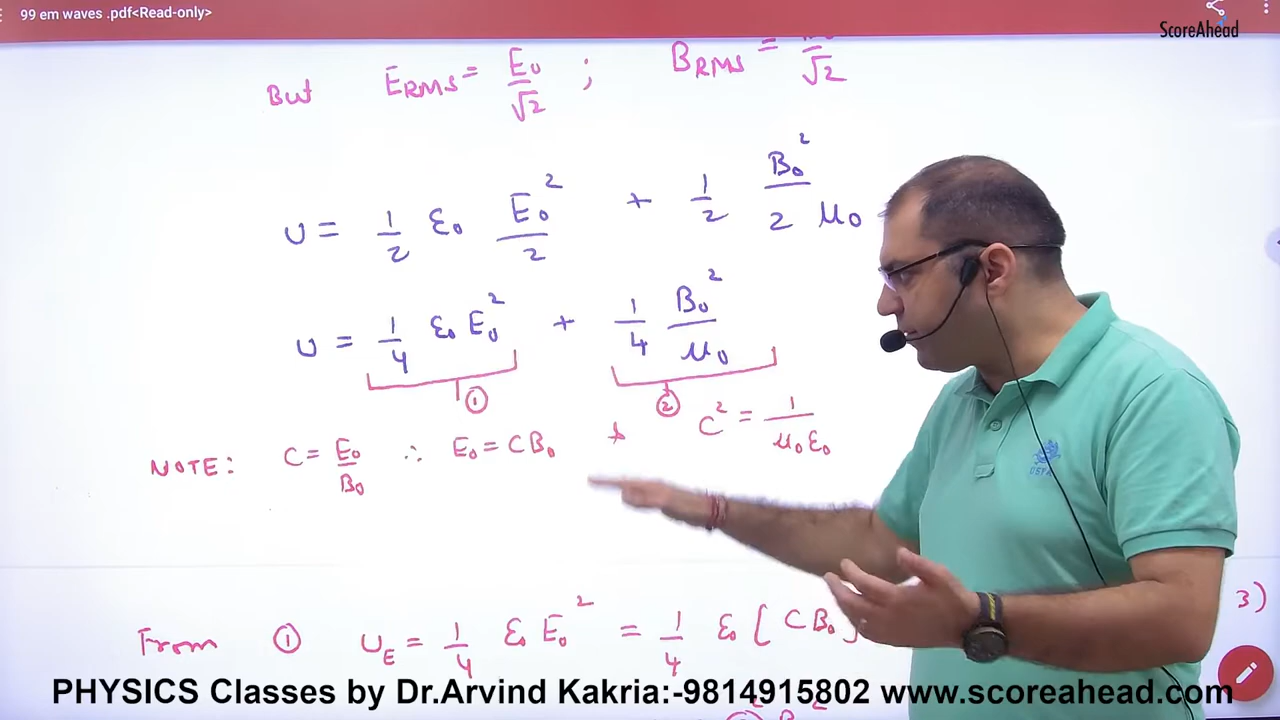 99 em waves .pdf<Read-only>
ScoreAhead
But E_RMS = E₀/√2 ; B_RMS = /√2
U = 1/2 ε₀ E₀²/2 + 1/2 B₀²/2 μ₀
U = 1/4 ε₀ E₀² + 1/4 B₀²/μ₀
① ②
NOTE: C = E₀/B₀ ∴ E₀ = CB₀ & C² = 1/μ₀ε₀
3)
From ① U_E = 1/4 ε₀ E₀² = 1/4 ε₀ [ CB₀ ]
PHYSICS Classes by Dr.Arvind Kakria:-9814915802 www.scoreahead.com